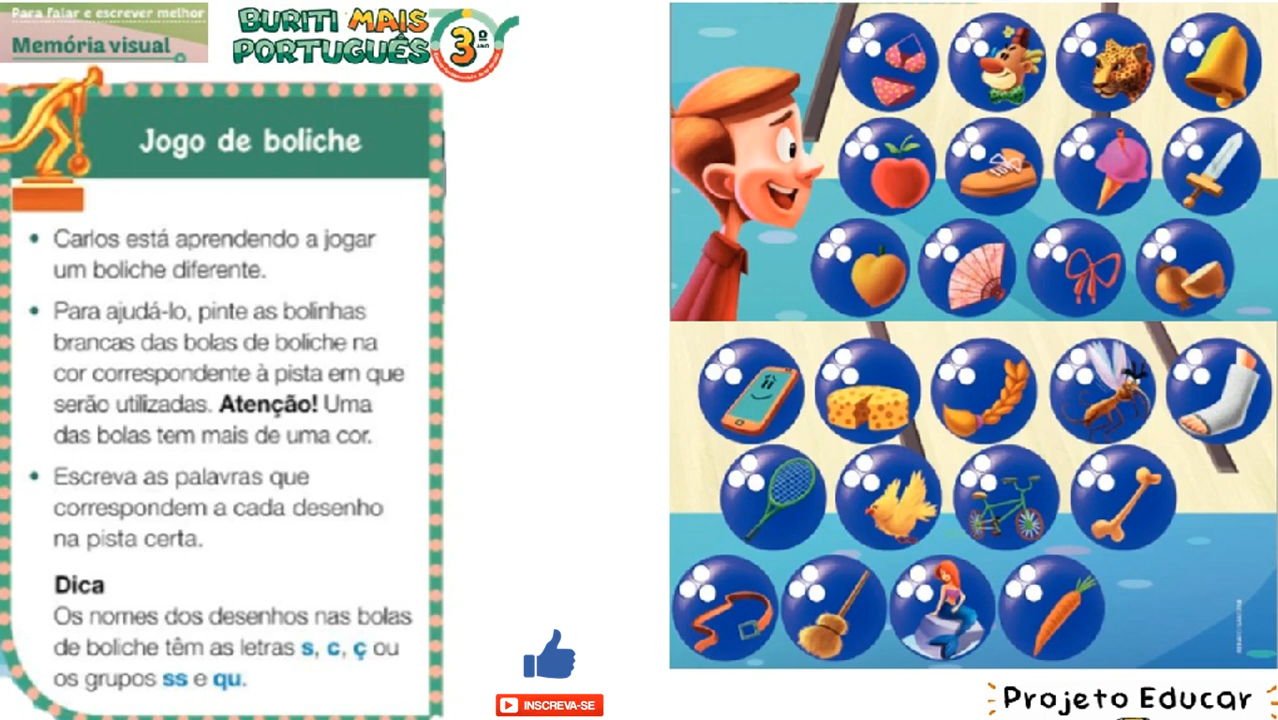 Para falar e escrever melhor
Memória visual
BURITI MAIS
PORTUGUÊS
3º
ANO
Jogo de boliche
• Carlos está aprendendo a jogar
um boliche diferente.
• Para ajudá-lo, pinte as bolinhas
brancas das bolas de boliche na
cor correspondente à pista em que
serão utilizadas. Atenção! Uma
das bolas tem mais de uma cor.
• Escreva as palavras que
correspondem a cada desenho
na pista certa.
Dica
Os nomes dos desenhos nas bolas
de boliche têm as letras s, c, ç ou
os grupos ss e qu.
INSCREVA-SE
Projeto Educar